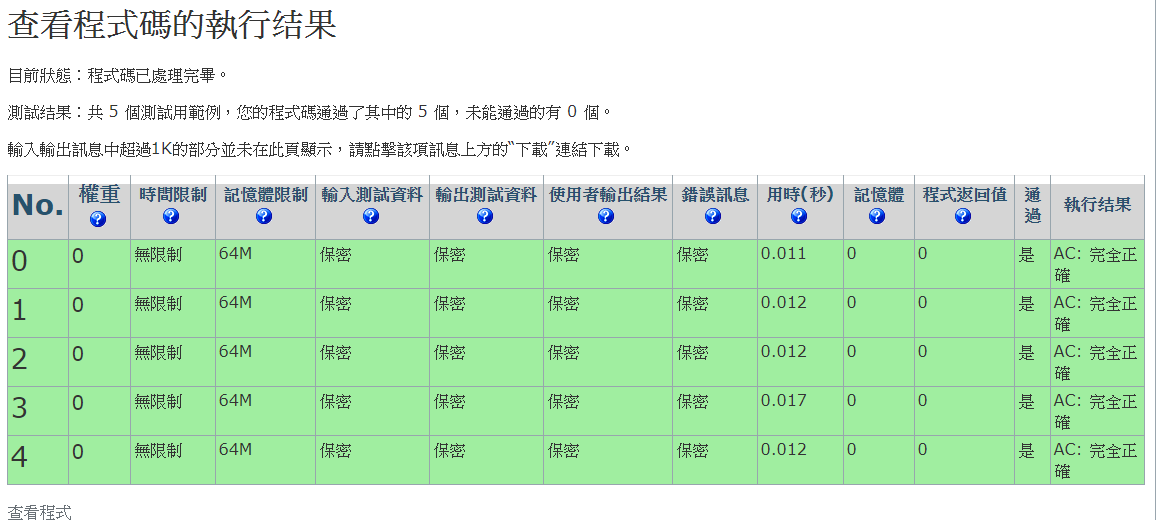 查看程式碼的執行结果
目前狀態：程式碼已處理完畢。
測試结果：共 5 個測試用範例，您的程式碼通過了其中的 5 個，未能通過的有 0 個。
輸入輸出訊息中超過1K的部分並未在此頁顯示，請點擊該項訊息上方的“下載”連結下載。
No. 權重 時間限制 記憶體限制 輸入測試資料 輸出測試資料 使用者輸出結果 錯誤訊息 用時(秒) 記憶體 程式返回值 通過 執行结果
0 0 無限制 64M 保密 保密 保密 保密 0.011 0 0 是 AC: 完全正確
1 0 無限制 64M 保密 保密 保密 保密 0.012 0 0 是 AC: 完全正確
2 0 無限制 64M 保密 保密 保密 保密 0.012 0 0 是 AC: 完全正確
3 0 無限制 64M 保密 保密 保密 保密 0.017 0 0 是 AC: 完全正確
4 0 無限制 64M 保密 保密 保密 保密 0.012 0 0 是 AC: 完全正確
查看程式